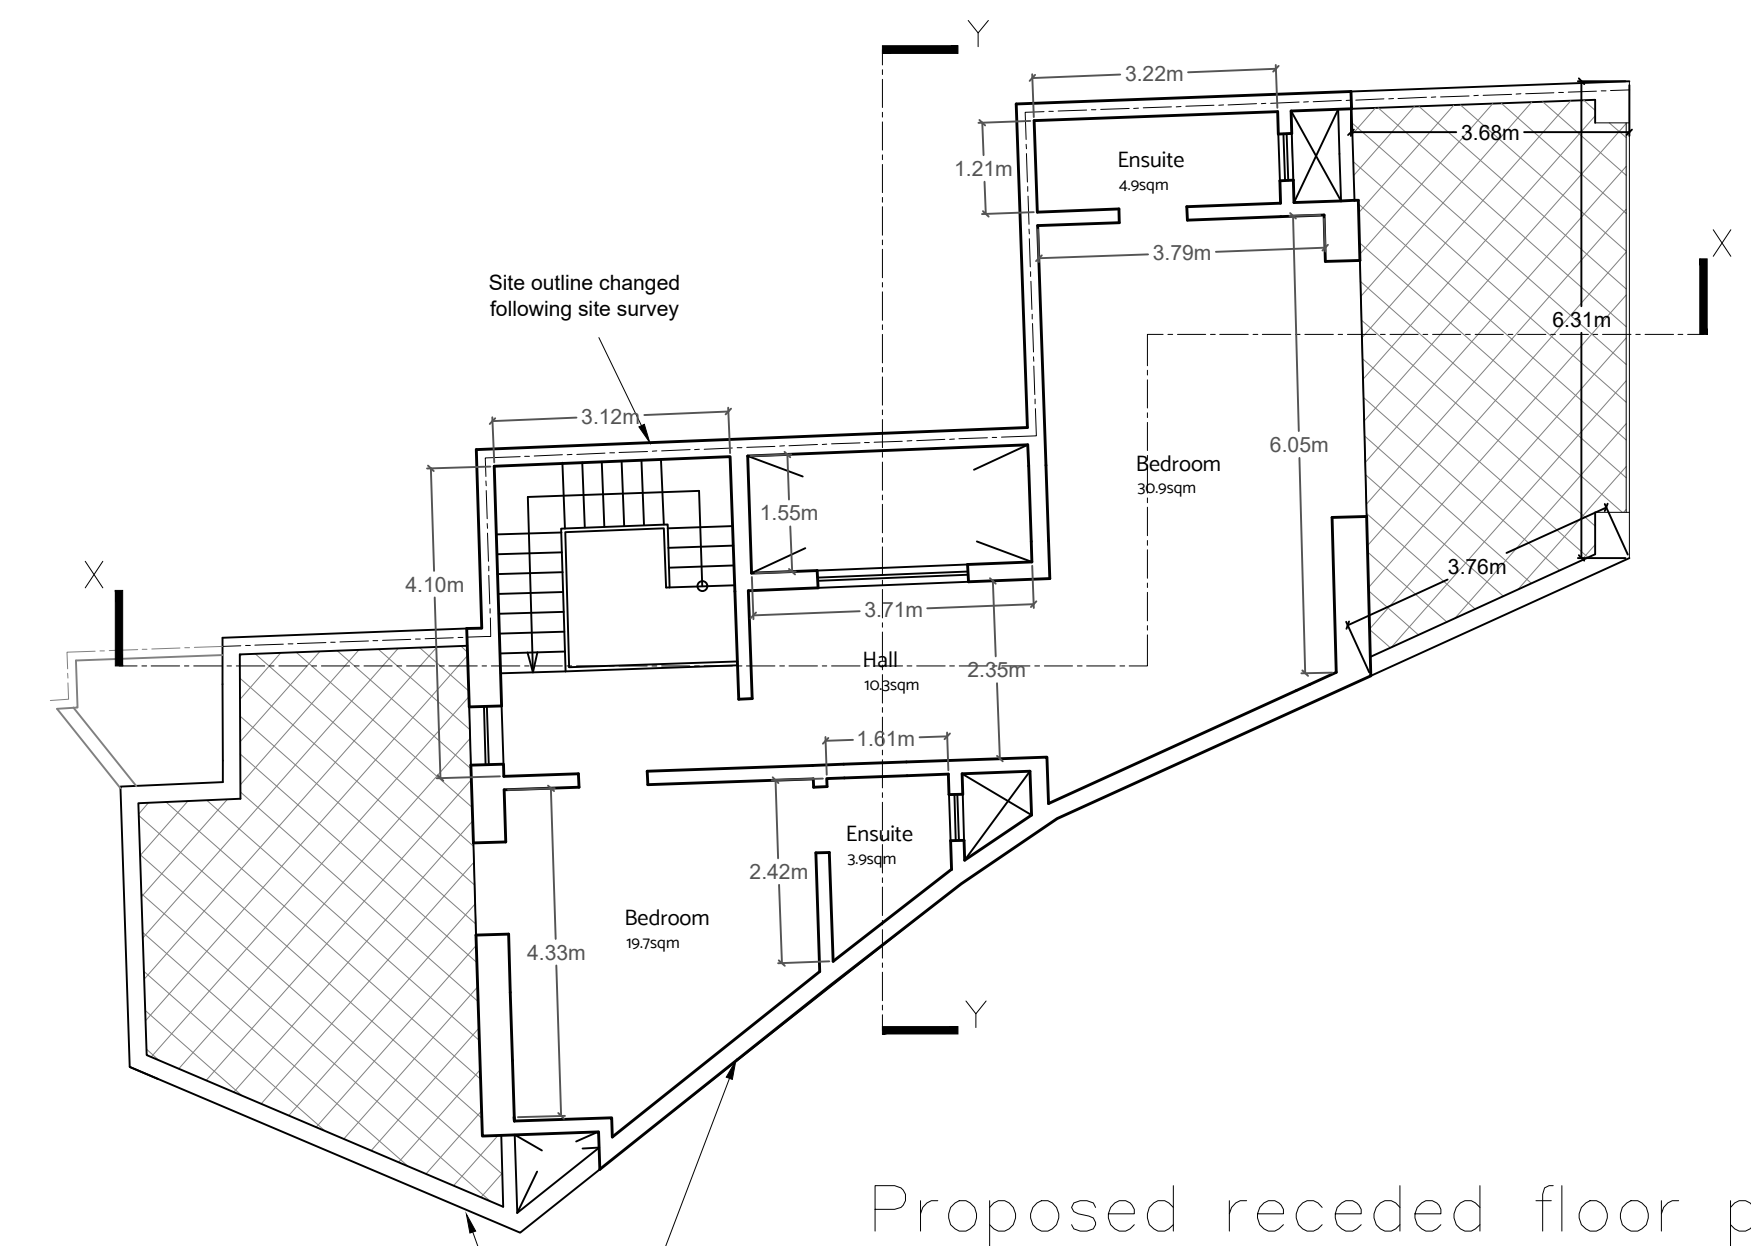 Y
3.22m
3.68m
1.21m
Ensuite
4.9sqm
X
3.79m
Site outline changed
following site survey
6.31m
3.12m
6.05m
Bedroom
30.9sqm
1.55m
X
4.10m
3.76m
3.71m
Hall
10.3sqm
2.35m
1.61m
Ensuite
3.9sqm
2.42m
Bedroom
19.7sqm
4.33m
Y
Proposed receded floor p